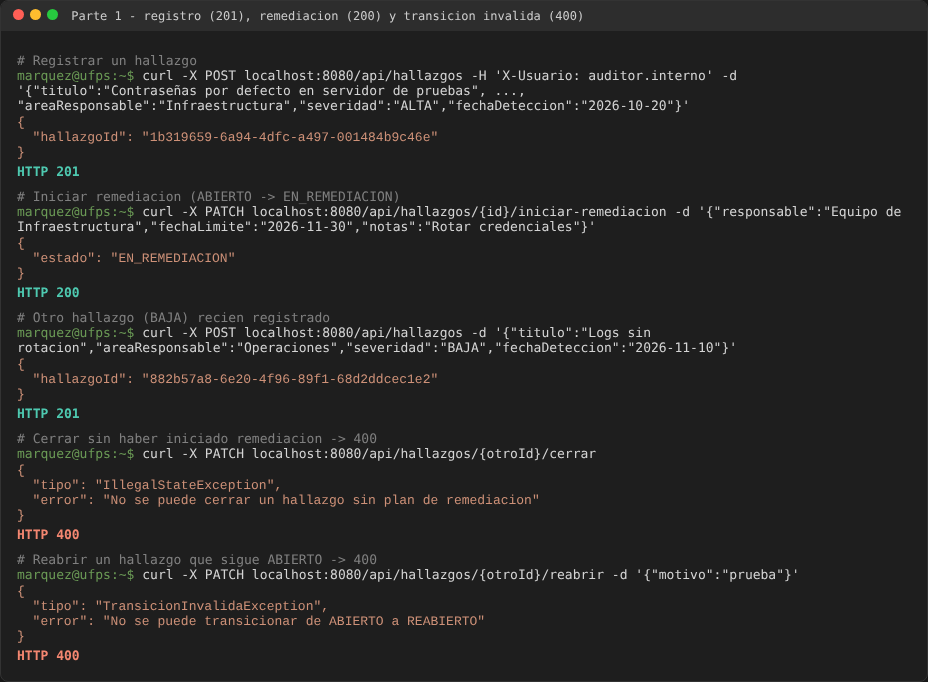 Parte 1 - registro (201), remediacion (200) y transicion invalida (400)
# Registrar un hallazgo
marquez@ufps:~$ curl -X POST localhost:8080/api/hallazgos -H 'X-Usuario: auditor.interno' -d
'{"titulo":"Contraseñas por defecto en servidor de pruebas", ...,
"areaResponsable":"Infraestructura","severidad":"ALTA","fechaDeteccion":"2026-10-20"}'
{
  "hallazgoId": "1b319659-6a94-4dfc-a497-001484b9c46e"
}
HTTP 201
# Iniciar remediacion (ABIERTO -> EN_REMEDIACION)
marquez@ufps:~$ curl -X PATCH localhost:8080/api/hallazgos/{id}/iniciar-remediacion -d '{"responsable":"Equipo de
Infraestructura","fechaLimite":"2026-11-30","notas":"Rotar credenciales"}'
{
  "estado": "EN_REMEDIACION"
}
HTTP 200
# Otro hallazgo (BAJA) recien registrado
marquez@ufps:~$ curl -X POST localhost:8080/api/hallazgos -d '{"titulo":"Logs sin
rotacion","areaResponsable":"Operaciones","severidad":"BAJA","fechaDeteccion":"2026-11-10"}'
{
  "hallazgoId": "882b57a8-6e20-4f96-89f1-68d2ddcec1e2"
}
HTTP 201
# Cerrar sin haber iniciado remediacion -> 400
marquez@ufps:~$ curl -X PATCH localhost:8080/api/hallazgos/{otroId}/cerrar
{
  "tipo": "IllegalStateException",
  "error": "No se puede cerrar un hallazgo sin plan de remediacion"
}
HTTP 400
# Reabrir un hallazgo que sigue ABIERTO -> 400
marquez@ufps:~$ curl -X PATCH localhost:8080/api/hallazgos/{otroId}/reabrir -d '{"motivo":"prueba"}'
{
  "tipo": "TransicionInvalidaException",
  "error": "No se puede transicionar de ABIERTO a REABIERTO"
}
HTTP 400